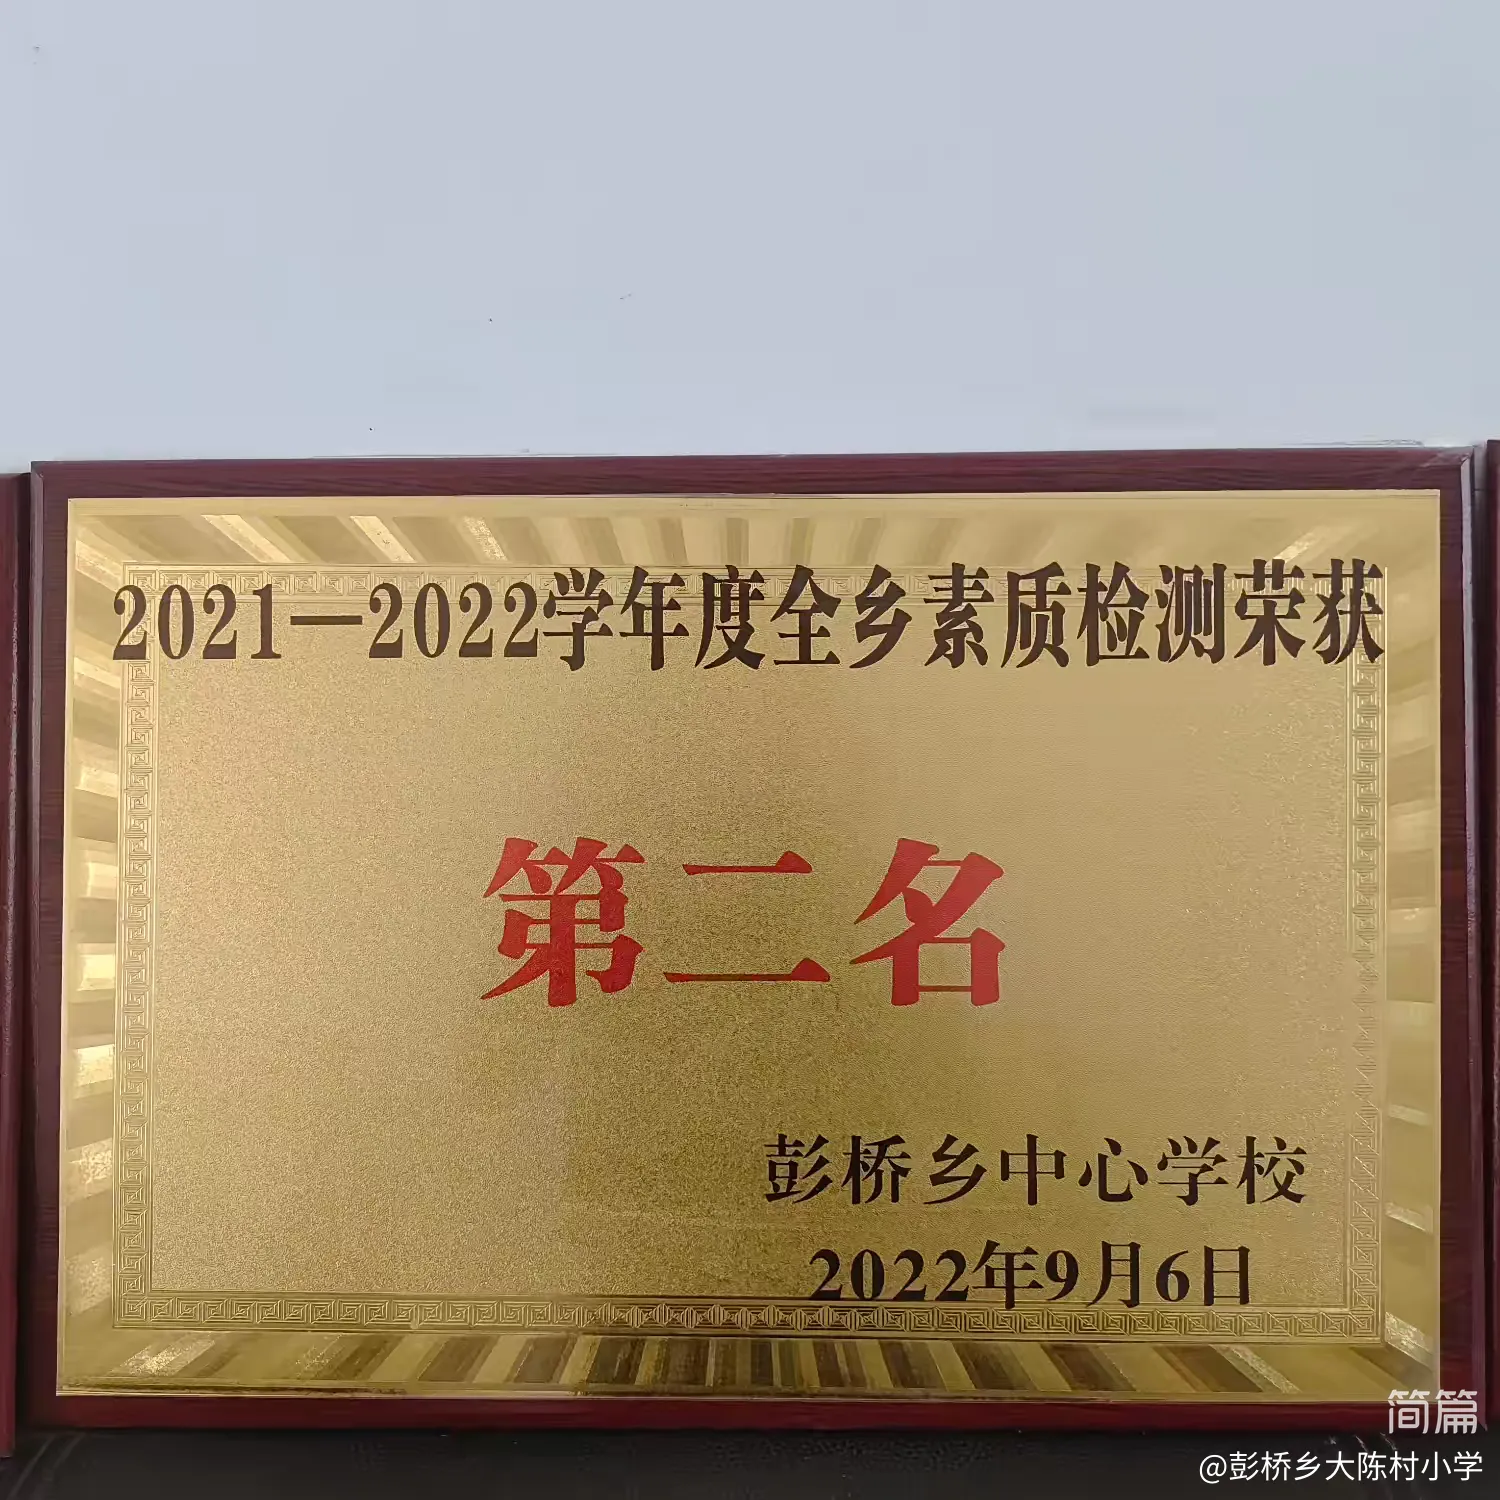 2021—2022学年度全乡素质检测荣获
第二名
彭桥乡中心学校
2022年9月6日
简篇
@彭桥乡大陈村小学